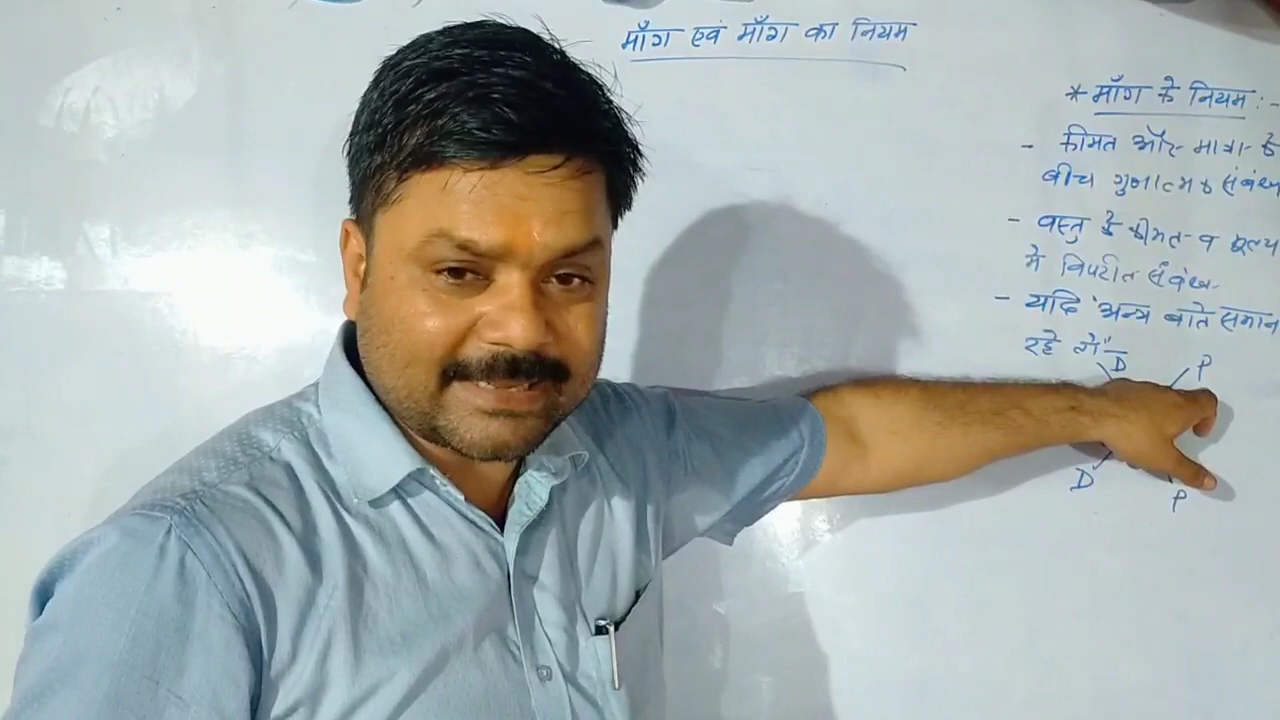 माँग एवं माँग का नियम
* माँग के नियम :-
- कीमत और मात्रा के
बीच गुणात्मक संबंध
- वस्तु के कीमत व मूल्य
में विपरीत संबंध
- यदि "अन्य बाते समान
रहे तो"
D P
D P